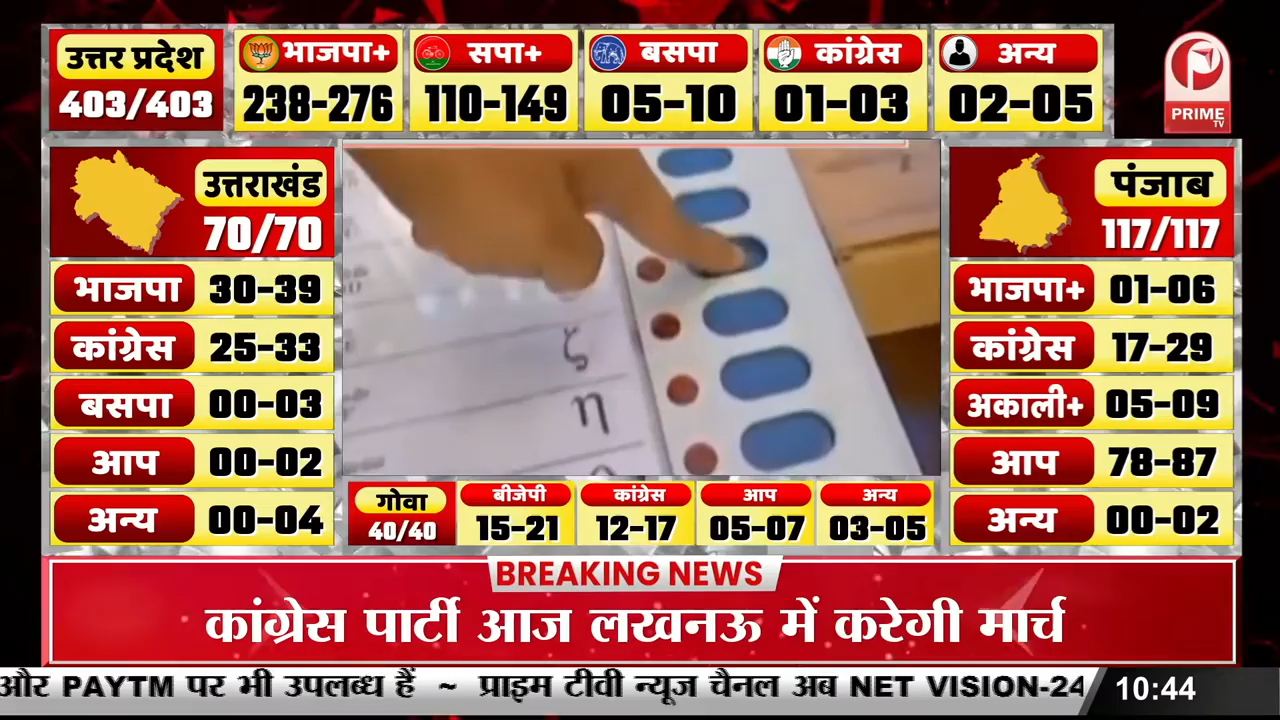 उत्तर प्रदेश
403/403
भाजपा+
238-276
सपा+
110-149
बसपा
05-10
कांग्रेस
01-03
अन्य
02-05
PRIME
TV
उत्तराखंड
70/70
भाजपा 30-39
कांग्रेस 25-33
बसपा 00-03
आप 00-02
अन्य 00-04
ζ
η
पंजाब
117/117
भाजपा+ 01-06
कांग्रेस 17-29
अकाली+ 05-09
आप 78-87
अन्य 00-02
गोवा
40/40
बीजेपी
15-21
कांग्रेस
12-17
आप
05-07
अन्य
03-05
BREAKING NEWS
कांग्रेस पार्टी आज लखनऊ में करेगी मार्च
और PAYTM पर भी उपलब्ध हैं ~ प्राइम टीवी न्यूज चैनल अब NET VISION-24
10:44